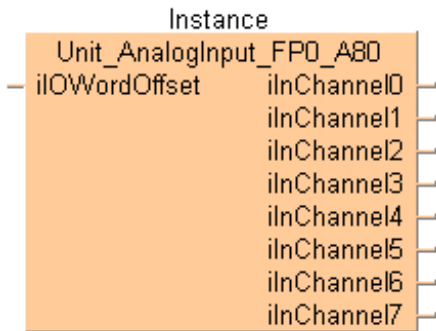 Instance
Unit_AnalogInput_FP0_A80
iIOWordOffset iInChannel0
iInChannel1
iInChannel2
iInChannel3
iInChannel4
iInChannel5
iInChannel6
iInChannel7